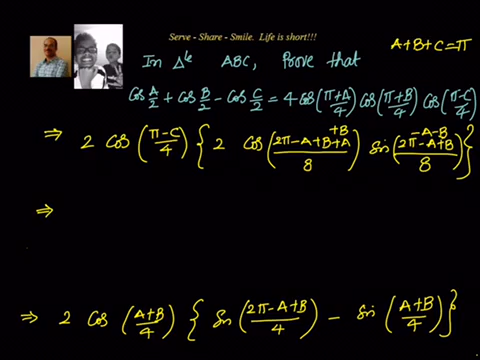 Serve - Share - Smile. Life is short!!!
A+B+C=π
In Δle ABC, Prove that
Cos A/2 + Cos B/2 - Cos C/2 = 4 Cos(π+A/4) Cos(π+B/4) Cos(π-C/4)
⇒ 2 Cos(π-C/4) { 2 Cos(2π-A+B+A+B/8) Sin(2π-A+B-A-B/8) }
⇒
⇒ 2 Cos(A+B/4) { Sin(2π-A+B/4) - Sin(A+B/4) }